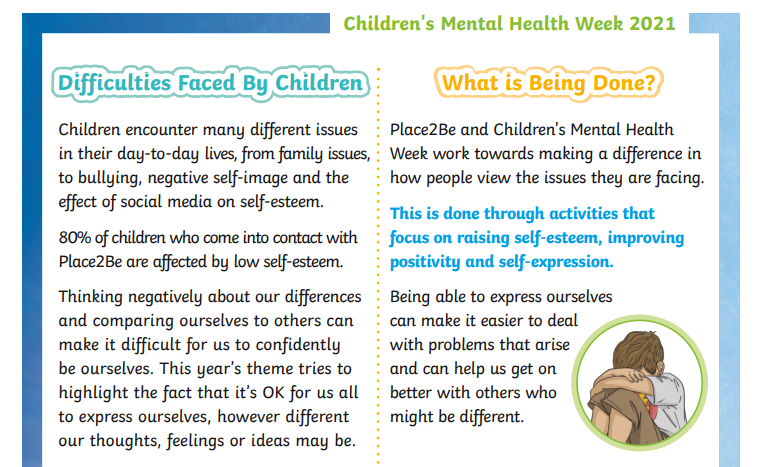 Children's Mental Health Week 2021
Difficulties Faced By Children
Children encounter many different issues
in their day-to-day lives, from family issues,
to bullying, negative self-image and the
effect of social media on self-esteem.
80% of children who come into contact with
Place2Be are affected by low self-esteem.
Thinking negatively about our differences
and comparing ourselves to others can
make it difficult for us to confidently
be ourselves. This year's theme tries to
highlight the fact that it's OK for us all
to express ourselves, however different
our thoughts, feelings or ideas may be.
What is Being Done?
Place2Be and Children's Mental Health
Week work towards making a difference in
how people view the issues they are facing.
This is done through activities that
focus on raising self-esteem, improving
positivity and self-expression.
Being able to express ourselves
can make it easier to deal
with problems that arise
and can help us get on
better with others who
might be different.